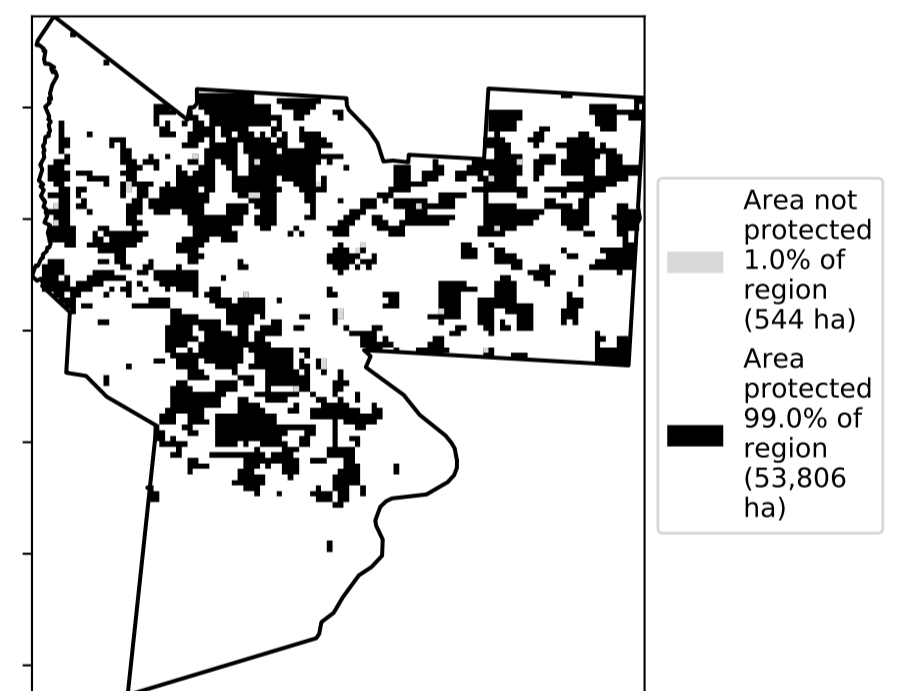 Area not
protected
1.0% of
region
(544 ha)
Area
protected
99.0% of
region
(53,806
ha)